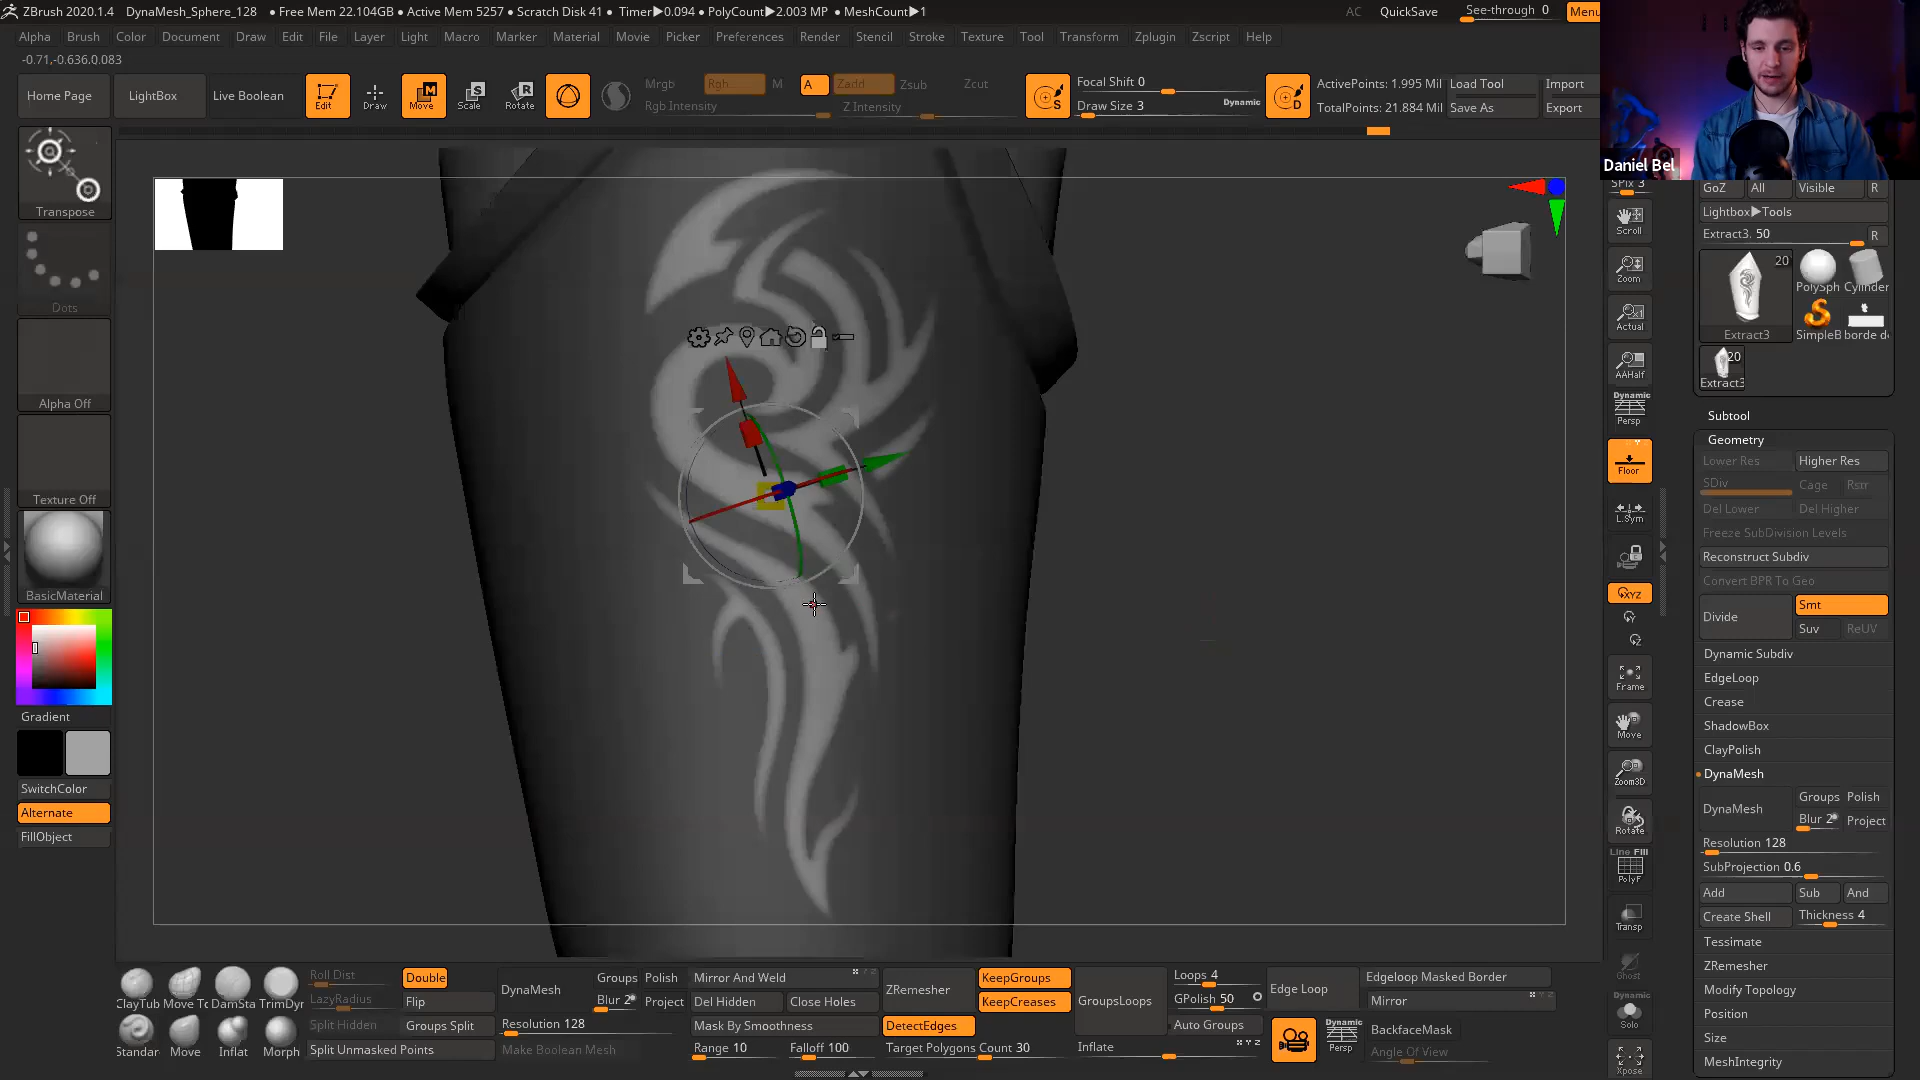 ZBrush 2020.1.4 DynaMesh_Sphere_128 ● Free Mem 22.104GB ● Active Mem 5257 ● Scratch Disk 41 ● Timer▶0.094 ● PolyCount▶2.003 MP ● MeshCount▶1 AC QuickSave See-through 0 Menu
Alpha Brush Color Document Draw Edit File Layer Light Macro Marker Material Movie Picker Preferences Render Stencil Stroke Texture Tool Transform Zplugin Zscript Help
-0.71,-0.636,0.083
Home Page LightBox Live Boolean Edit Draw Move Scale Rotate
Mrgb Rgb M A Zadd Zsub Zcut
Rgb Intensity Z Intensity
Focal Shift 0
Draw Size 3 Dynamic
ActivePoints: 1.995 Mil
TotalPoints: 21.884 Mil
Load Tool Import
Save As Export
Daniel Bel
Transpose
Dots
Alpha Off
Texture Off
BasicMaterial
Gradient
SwitchColor
Alternate
FillObject
SPix 3
Scroll
Zoom
Actual
AAHalf
Dynamic
Persp
Floor
L.Sym
XYZ
Frame
Move
Zoom3D
Rotate
Line Fill
PolyF
Transp
Ghost
Dynamic
Solo
Xpose
GoZ All Visible R
Lightbox▶Tools
Extract3. 50 R
20
PolySph Cylinder
Extract3 SimpleB borde d
20
Extract3
Subtool
Geometry
Lower Res Higher Res
SDiv Cage Rstr
Del Lower Del Higher
Freeze SubDivision Levels
Reconstruct Subdiv
Convert BPR To Geo
Divide Smt
Suv ReUV
Dynamic Subdiv
EdgeLoop
Crease
ShadowBox
ClayPolish
DynaMesh
DynaMesh Groups Polish
Blur 2 Project
Resolution 128
SubProjection 0.6
Add Sub And
Create Shell Thickness 4
Tessimate
ZRemesher
Modify Topology
Position
Size
MeshIntegrity
ClayTub Move To DamSta TrimDyn
Standar Move Inflat Morph
Roll Dist Double
LazyRadius Flip
Split Hidden Groups Split
Split Unmasked Points
DynaMesh Groups Polish
Blur 2 Project
Resolution 128
Make Boolean Mesh
Mirror And Weld
Del Hidden Close Holes
Mask By Smoothness
Range 10 Falloff 100
ZRemesher KeepGroups
KeepCreases
DetectEdges
Target Polygons Count 30
GroupsLoops Loops 4
GPolish 50
Auto Groups
Inflate
Edge Loop Edgeloop Masked Border
Mirror
Dynamic
Persp
BackfaceMask
Angle Of View